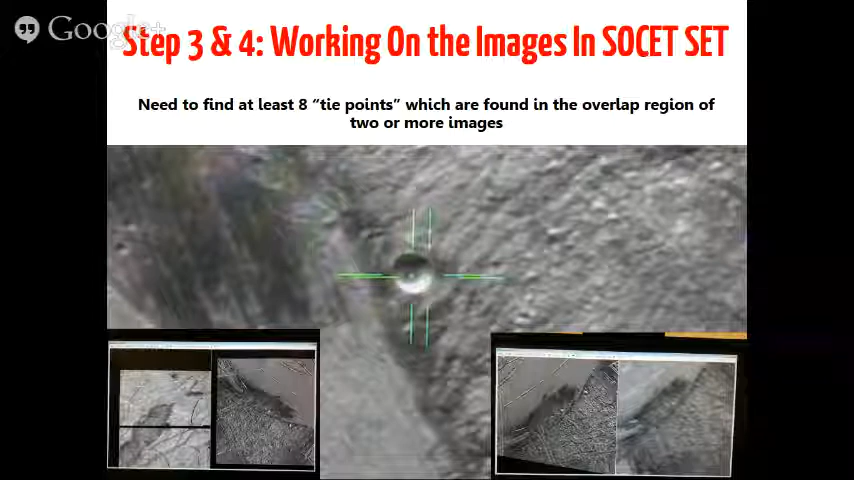 Google+
Step 3 & 4: Working On the Images In SOCET SET
Need to find at least 8 “tie points” which are found in the overlap region of
two or more images